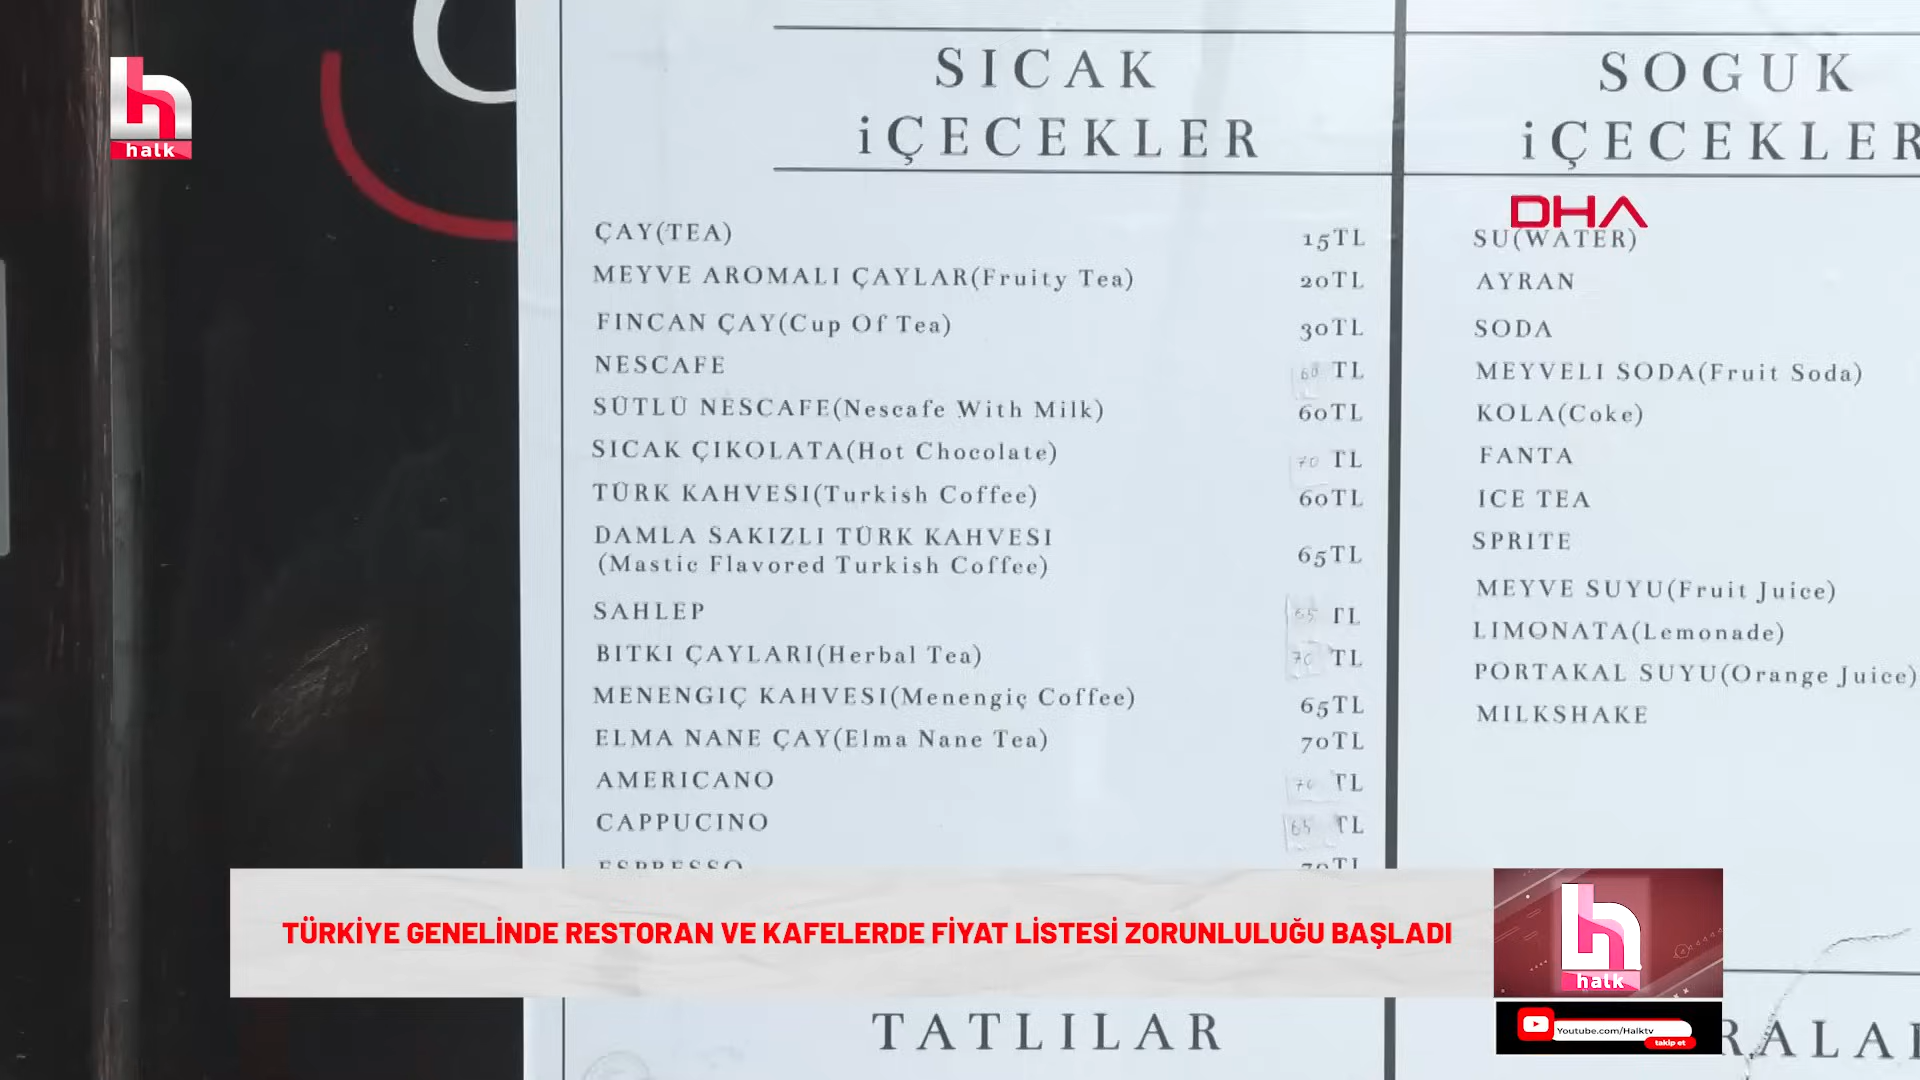 h
halk
SICAK
İÇECEKLER
ÇAY(TEA) 15TL
MEYVE AROMALI ÇAYLAR(Fruity Tea) 20TL
FINCAN ÇAY(Cup Of Tea) 30TL
NESCAFE TL
SÜTLÜ NESCAFE(Nescafe With Milk) 60TL
SICAK ÇIKOLATA(Hot Chocolate) 70 TL
TÜRK KAHVESI(Turkish Coffee) 60TL
DAMLA SAKIZLI TÜRK KAHVESI
(Mastic Flavored Turkish Coffee) 65TL
SAHLEP 65 TL
BITKI ÇAYLARI(Herbal Tea) 70 TL
MENENGIÇ KAHVESI(Menengiç Coffee) 65TL
ELMA NANE ÇAY(Elma Nane Tea) 70TL
AMERICANO 70 TL
CAPPUCINO 65 TL
ESPRESSO 70TL
SOGUK
İÇECEKLER
DHA
SU(WATER)
AYRAN
SODA
MEYVELI SODA(Fruit Soda)
KOLA(Coke)
FANTA
ICE TEA
SPRITE
MEYVE SUYU(Fruit Juice)
LIMONATA(Lemonade)
PORTAKAL SUYU(Orange Juice)
MILKSHAKE
TÜRKİYE GENELİNDE RESTORAN VE KAFELERDE FİYAT LİSTESİ ZORUNLULUĞU BAŞLADI
h
halk
Youtube.com/Halktv
takip et
TATLILAR